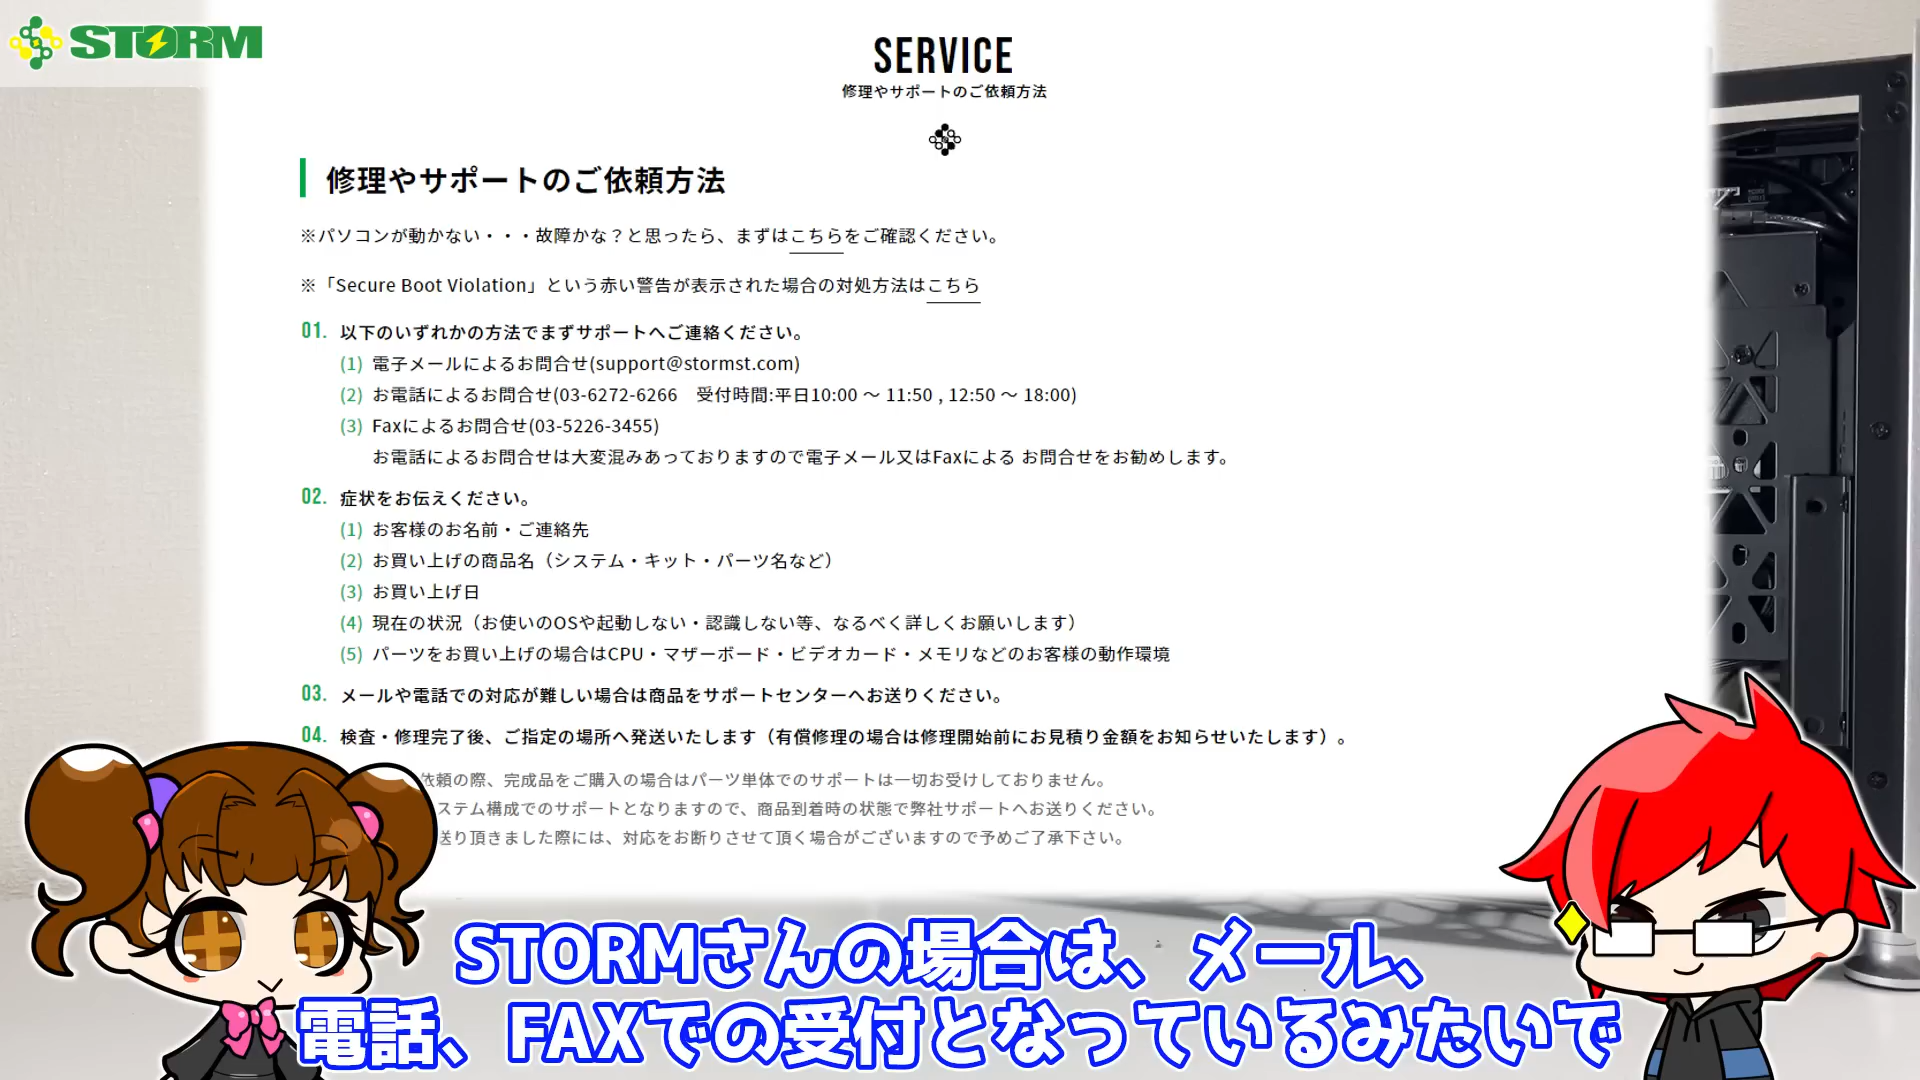 STORM
SERVICE
修理やサポートのご依頼方法
修理やサポートのご依頼方法
※パソコンが動かない・・・故障かな？と思ったら、まずはこちらをご確認ください。
※「Secure Boot Violation」という赤い警告が表示された場合の対処方法はこちら
01. 以下のいずれかの方法でまずサポートへご連絡ください。
(1) 電子メールによるお問合せ(support@stormst.com)
(2) お電話によるお問合せ(03-6272-6266　受付時間:平日10:00 〜 11:50 , 12:50 〜 18:00)
(3) Faxによるお問合せ(03-5226-3455)
お電話によるお問合せは大変混みあっておりますので電子メール又はFaxによる お問合せをお勧めします。
02. 症状をお伝えください。
(1) お客様のお名前・ご連絡先
(2) お買い上げの商品名（システム・キット・パーツ名など）
(3) お買い上げ日
(4) 現在の状況（お使いのOSや起動しない・認識しない等、なるべく詳しくお願いします）
(5) パーツをお買い上げの場合はCPU・マザーボード・ビデオカード・メモリなどのお客様の動作環境
03. メールや電話での対応が難しい場合は商品をサポートセンターへお送りください。
04. 検査・修理完了後、ご指定の場所へ発送いたします（有償修理の場合は修理開始前にお見積り金額をお知らせいたします）。
依頼の際、完成品をご購入の場合はパーツ単体でのサポートは一切お受けしておりません。
ステム構成でのサポートとなりますので、商品到着時の状態で弊社サポートへお送りください。
送り頂きました際には、対応をお断りさせて頂く場合がございますので予めご了承下さい。
STORMさんの場合は、メール、
電話、FAXでの受付となっているみたいで